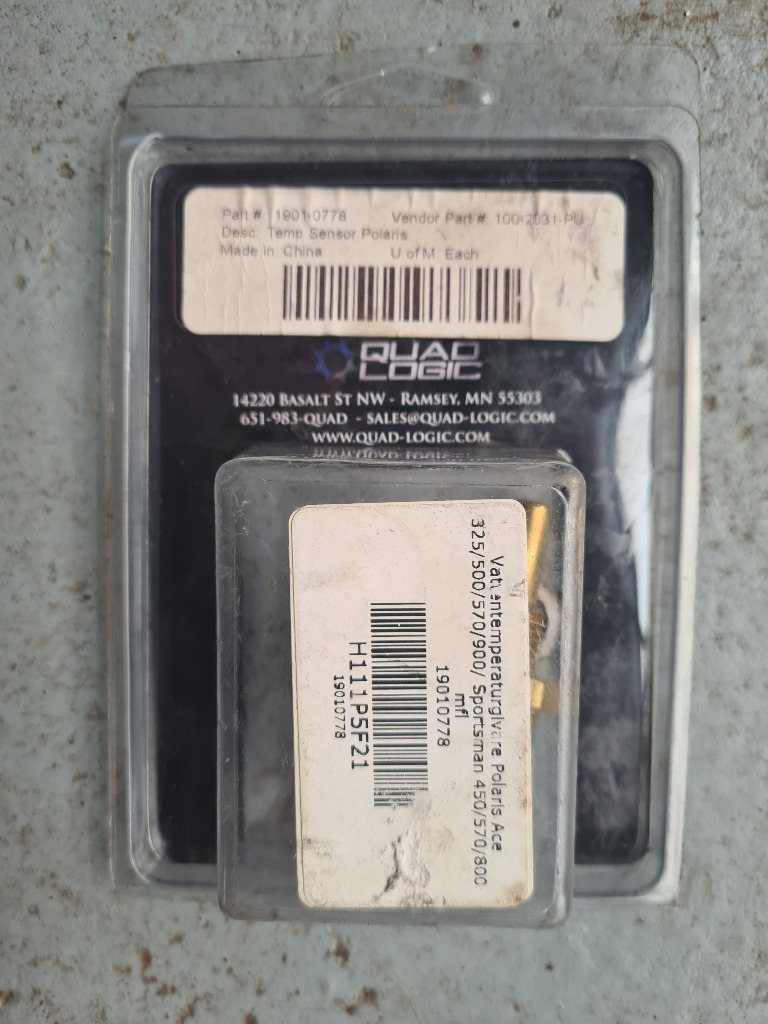 Part #: 1901-0778 Vendor Part #: 100-2031-PU
Desc: Temp Sensor Polaris
Made In: China U of M: Each
QUAD
LOGIC
14220 BASALT ST NW - RAMSEY, MN 55303
651-983-QUAD - SALES@QUAD-LOGIC.COM
WWW.QUAD-LOGIC.COM
Polaris Ace
325/500/570/900/ Sportsman 450/570/800
mfl
19010778
H111P5F21
19010778